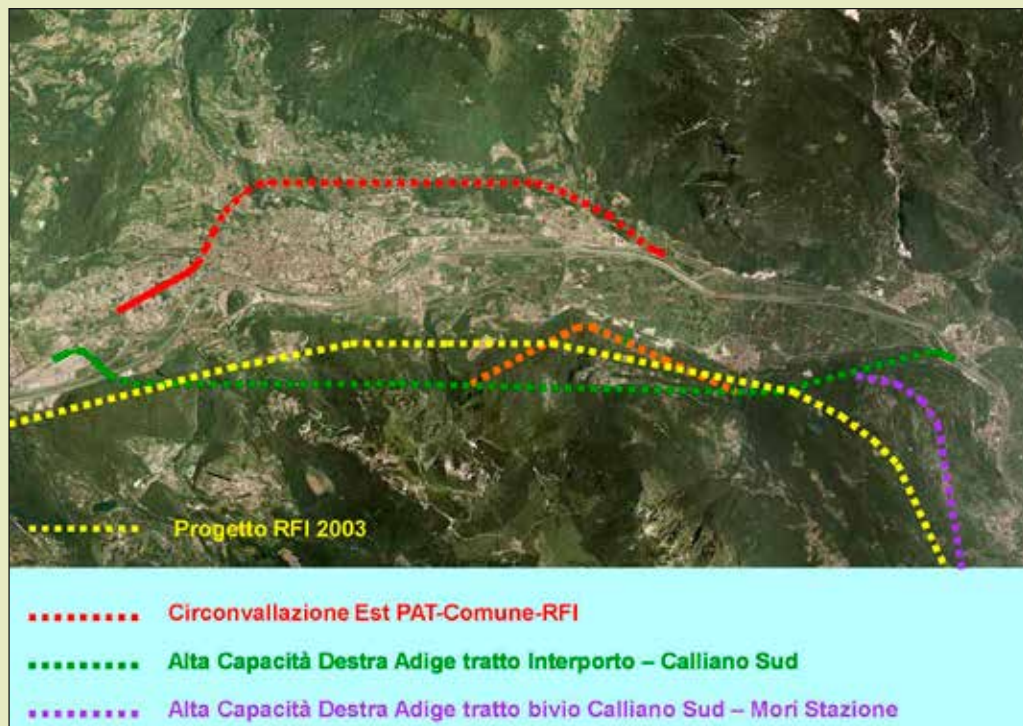 Progetto RFI 2003
Circonvallazione Est PAT-Comune-RFI
Alta Capacità Destra Adige tratto Interporto – Calliano Sud
Alta Capacità Destra Adige tratto bivio Calliano Sud – Mori Stazione